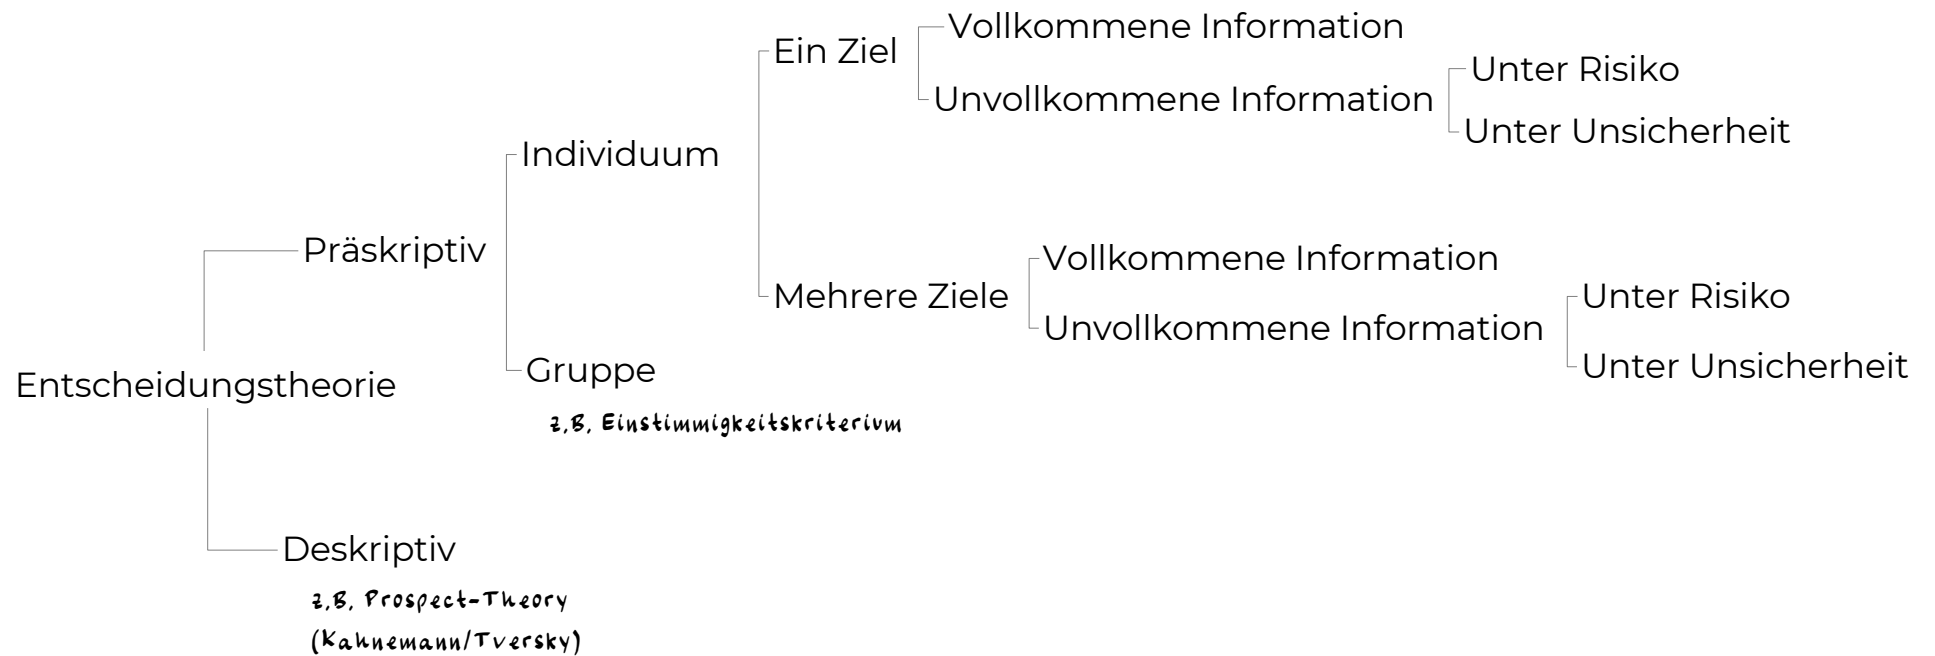 Vollkommene Information
Ein Ziel
Unter Risiko
Unvollkommene Information
Unter Unsicherheit
Individuum
Präskriptiv
Vollkommene Information
Mehrere Ziele
Unter Risiko
Unvollkommene Information
Unter Unsicherheit
Gruppe
z.B. Einstimmigkeitskriterium
Entscheidungstheorie
Deskriptiv
z.B. Prospect-Theory
(Kahnemann/Tversky)